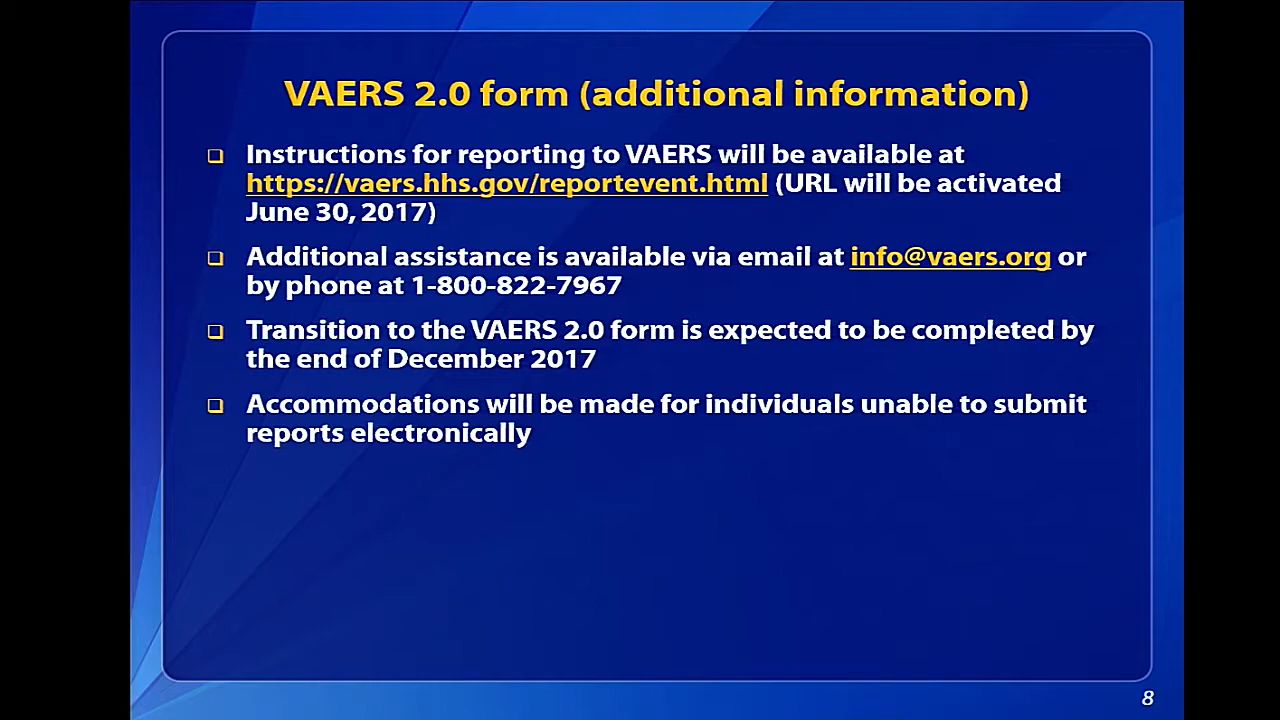 VAERS 2.0 form (additional information)
Instructions for reporting to VAERS will be available at
https://vaers.hhs.gov/reportevent.html (URL will be activated
June 30, 2017)
Additional assistance is available via email at info@vaers.org or
by phone at 1-800-822-7967
Transition to the VAERS 2.0 form is expected to be completed by
the end of December 2017
Accommodations will be made for individuals unable to submit
reports electronically
8